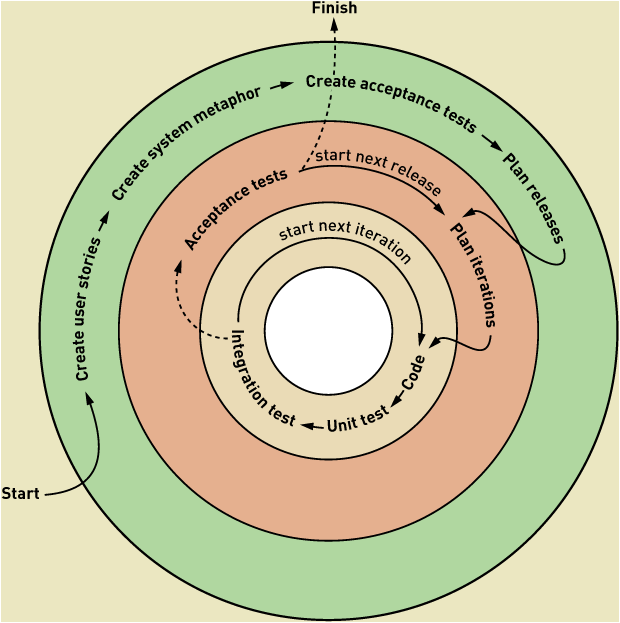 Finish
Create acceptance tests
Create system metaphor
Plan releases
start next release
Acceptance tests
Plan iterations
start next iteration
Create user stories
Integration test
Code
Unit test
Start